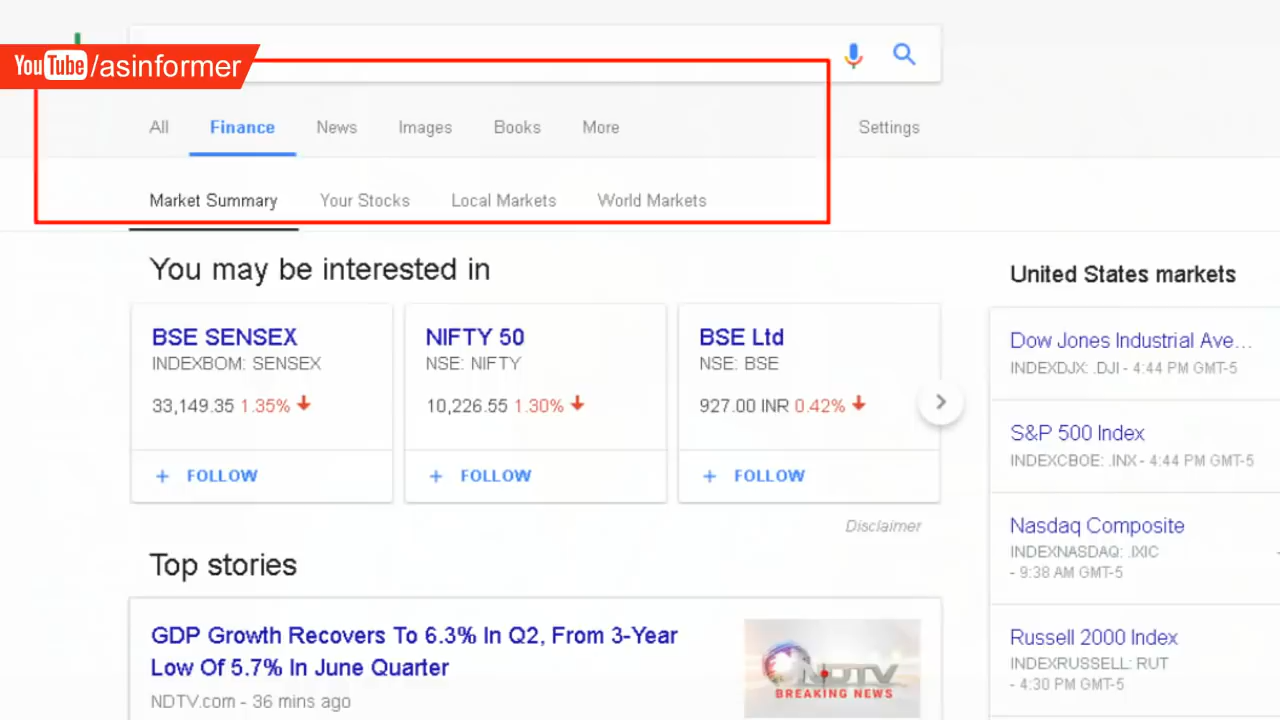 YouTube/asinformer
All Finance News Images Books More Settings
Market Summary Your Stocks Local Markets World Markets
You may be interested in
BSE SENSEX
INDEXBOM: SENSEX
33,149.35 1.35%
+ FOLLOW
NIFTY 50
NSE: NIFTY
10,226.55 1.30%
+ FOLLOW
BSE Ltd
NSE: BSE
927.00 INR 0.42%
+ FOLLOW
Disclaimer
Top stories
GDP Growth Recovers To 6.3% In Q2, From 3-Year
Low Of 5.7% In June Quarter
NDTV.com - 36 mins ago
NDTV
BREAKING NEWS
United States markets
Dow Jones Industrial Ave...
INDEXDJX: .DJI - 4:44 PM GMT-5
S&P 500 Index
INDEXCBOE: .INX - 4:44 PM GMT-5
Nasdaq Composite
INDEXNASDAQ: .IXIC
- 9:38 AM GMT-5
Russell 2000 Index
INDEXRUSSELL: RUT
- 4:30 PM GMT-5